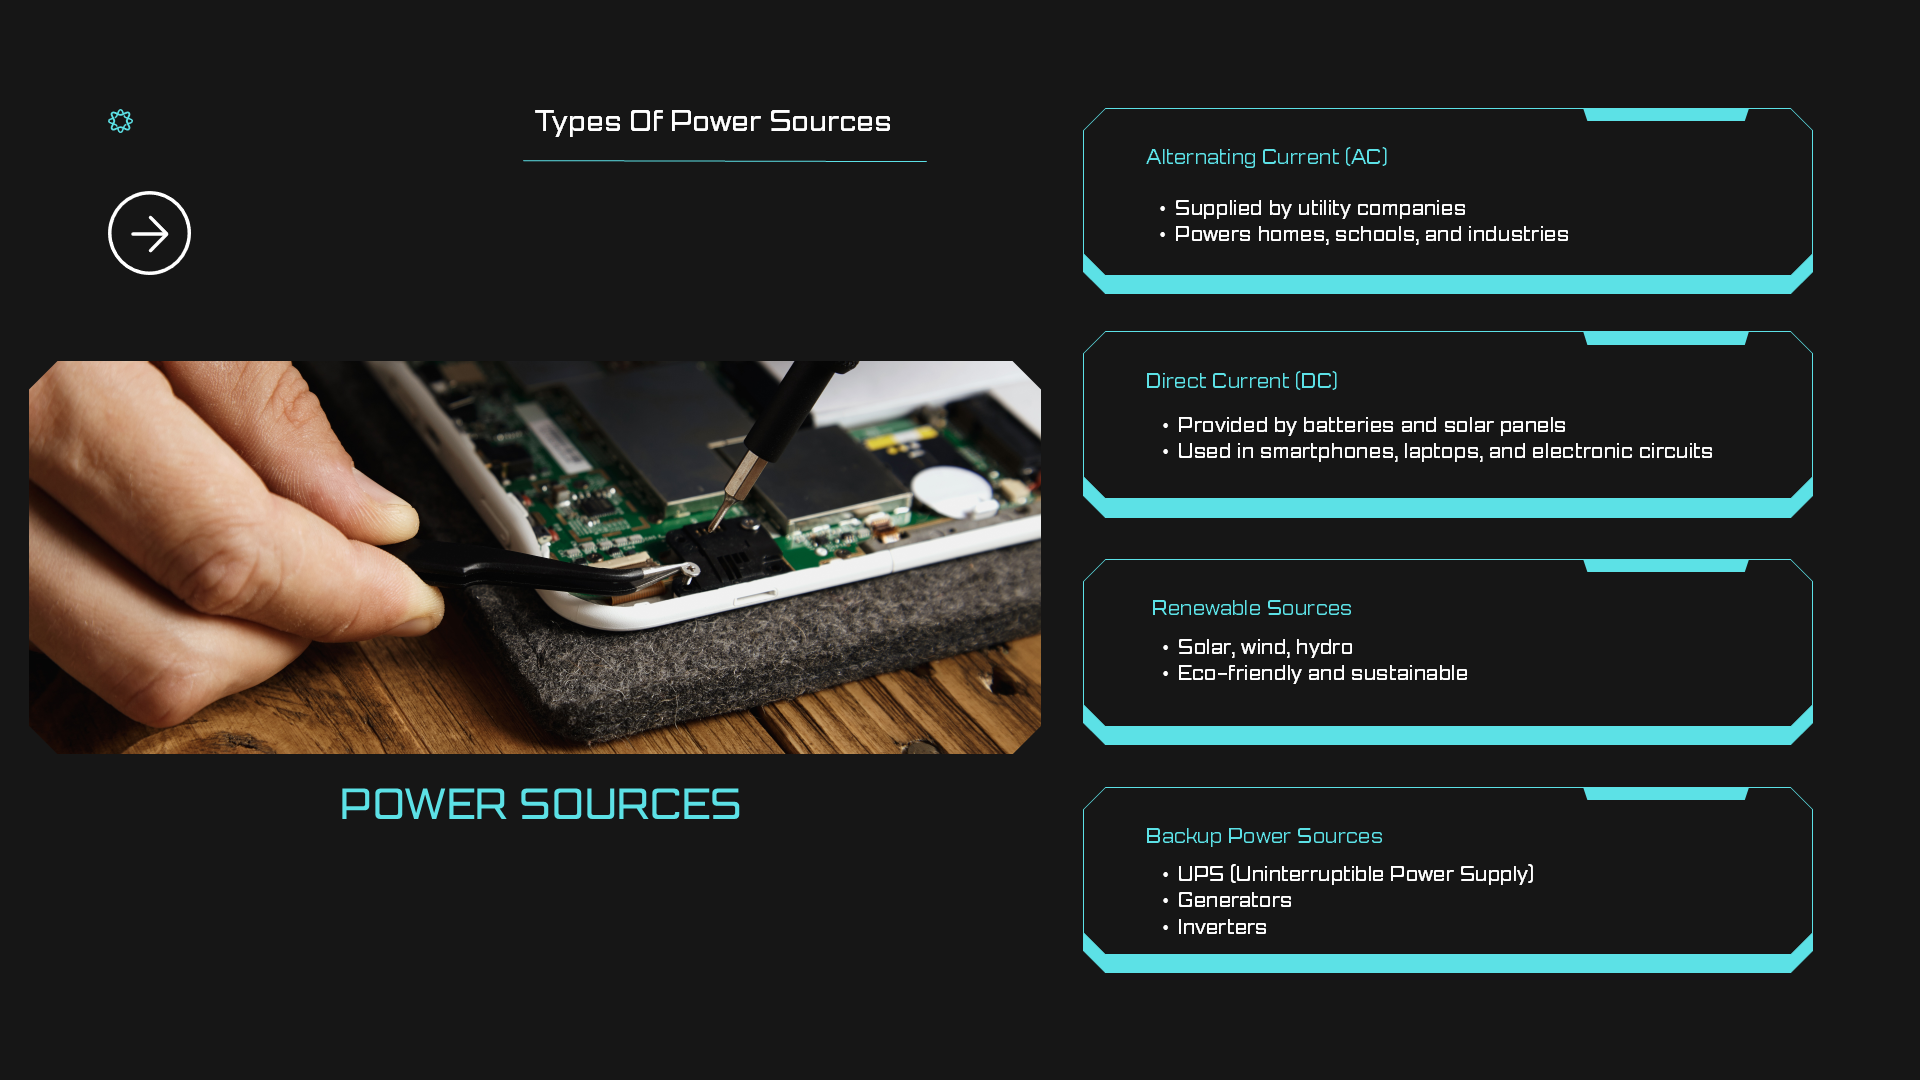 Types Of Power Sources
POWER SOURCES
Alternating Current (AC)
• Supplied by utility companies
• Powers homes, schools, and industries
Direct Current (DC)
• Provided by batteries and solar panels
• Used in smartphones, laptops, and electronic circuits
Renewable Sources
• Solar, wind, hydro
• Eco-friendly and sustainable
Backup Power Sources
• UPS (Uninterruptible Power Supply)
• Generators
• Inverters